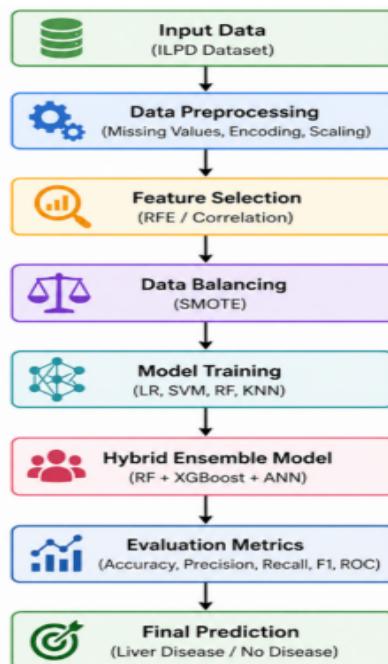 Input Data
(ILPD Dataset)
Data Preprocessing
(Missing Values, Encoding, Scaling)
Feature Selection
(RFE / Correlation)
Data Balancing
(SMOTE)
Model Training
(LR, SVM, RF, KNN)
Hybrid Ensemble Model
(RF + XGBoost + ANN)
Evaluation Metrics
(Accuracy, Precision, Recall, F1, ROC)
Final Prediction
(Liver Disease / No Disease)